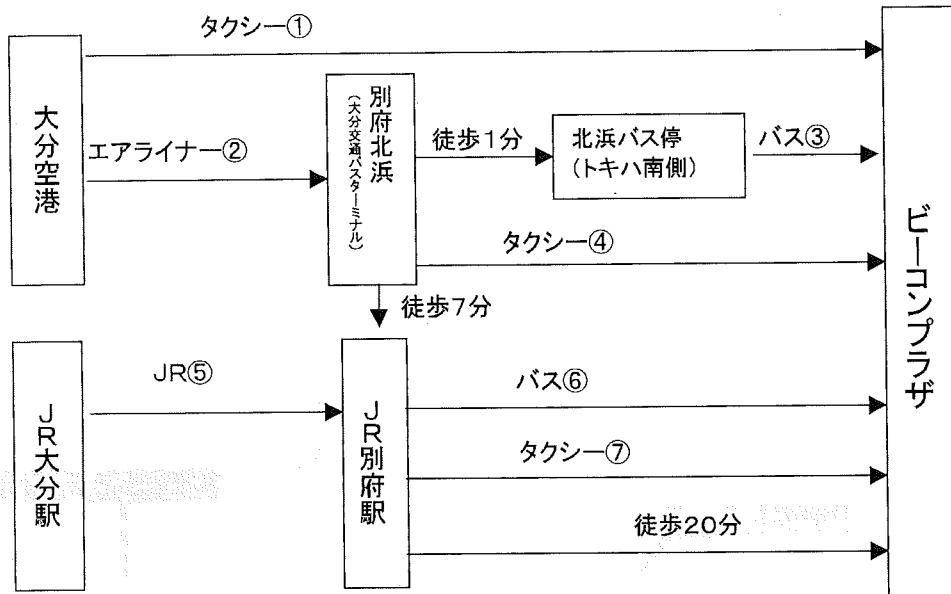 タクシー①
大分空港
エアライナー②
別府北浜
(大分交通バスターミナル)
徒歩1分
北浜バス停
(トキハ南側)
バス③
タクシー④
徒歩7分
ビーコンプラザ
JR大分駅
JR⑤
JR別府駅
バス⑥
タクシー⑦
徒歩20分